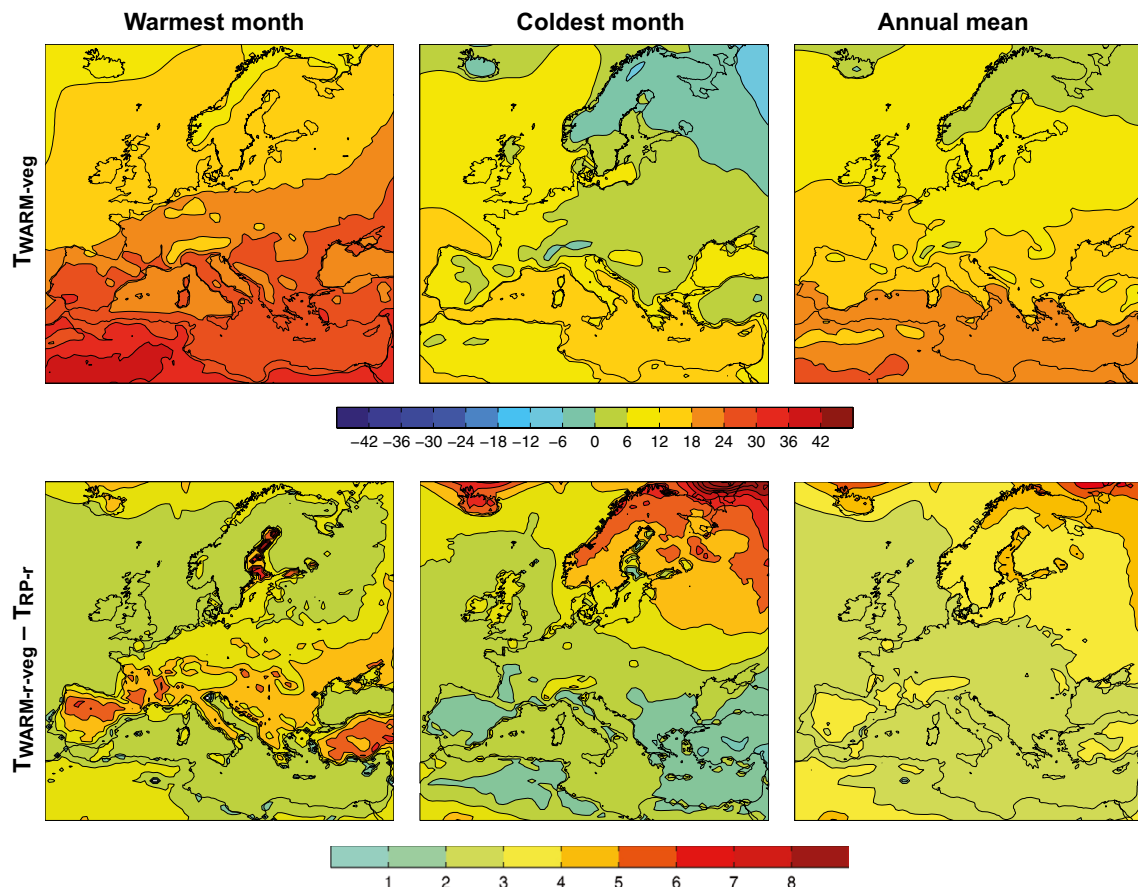 Warmest month Coldest month Annual mean
TWARM-veg
−42 −36 −30 −24 −18 −12 −6 0 6 12 18 24 30 36 42
TWARM-r-veg − TRP-r
1 2 3 4 5 6 7 8